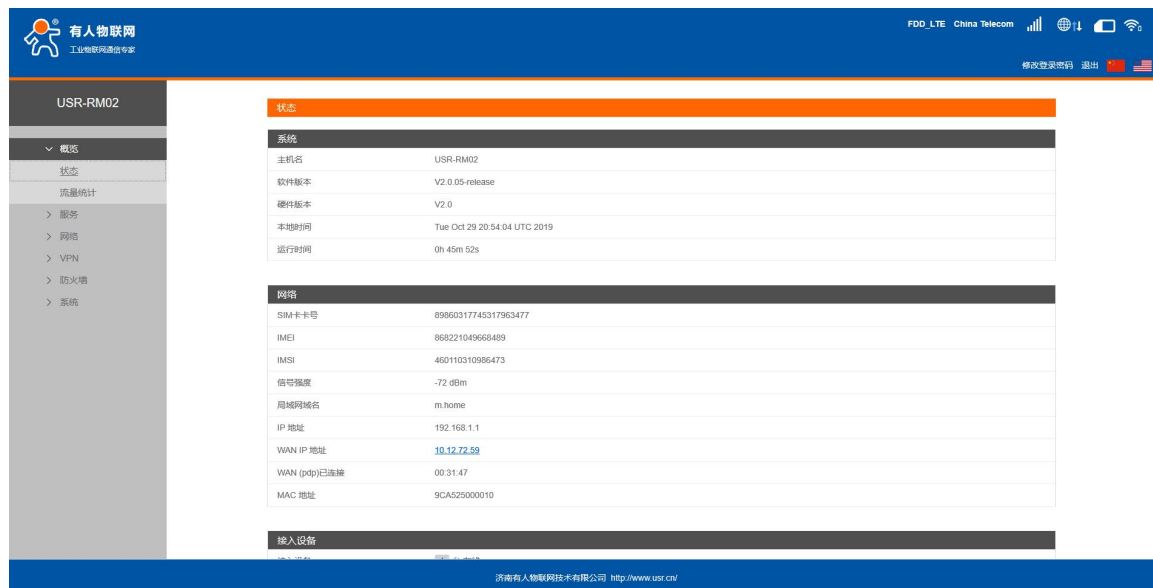 有人物联网
工业物联网通信专家
FDD_LTE China Telecom
修改登录密码 退出
USR-RM02
概览
状态
流量统计
服务
网络
VPN
防火墙
系统
状态
系统
主机名 USR-RM02
软件版本 V2.0.05-release
硬件版本 V2.0
本地时间 Tue Oct 29 20:54:04 UTC 2019
运行时间 0h 45m 52s
网络
SIM卡卡号 89860317745317963477
IMEI 868221049668489
IMSI 460110310986473
信号强度 -72 dBm
局域网域名 m.home
IP 地址 192.168.1.1
WAN IP 地址 10.12.72.59
WAN (pdp)已连接 00:31:47
MAC 地址 9CA525000010
接入设备
济南有人物联网技术有限公司 http://www.usr.cn/